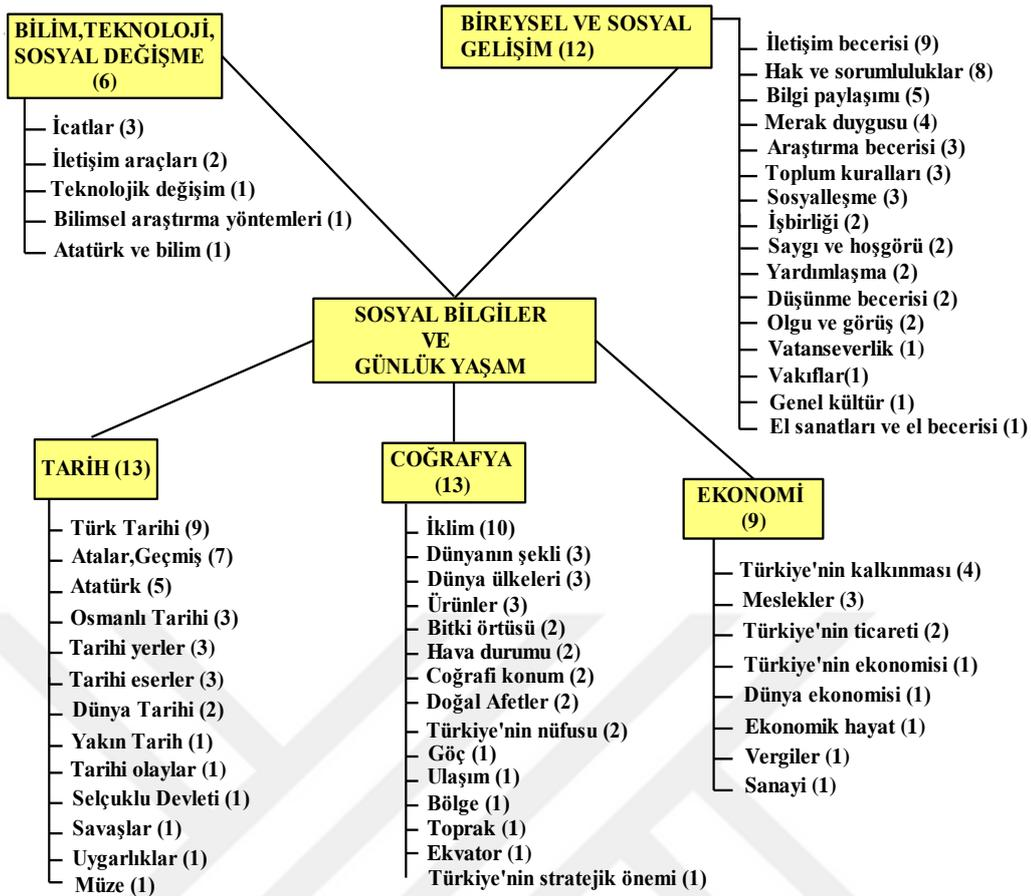 BİLİM,TEKNOLOJİ,
SOSYAL DEĞİŞME
(6)
İcatlar (3)
İletişim araçları (2)
Teknolojik değişim (1)
Bilimsel araştırma yöntemleri (1)
Atatürk ve bilim (1)
BİREYSEL VE SOSYAL
GELİŞİM (12)
İletişim becerisi (9)
Hak ve sorumluluklar (8)
Bilgi paylaşımı (5)
Merak duygusu (4)
Araştırma becerisi (3)
Toplum kuralları (3)
Sosyalleşme (3)
İşbirliği (2)
Saygı ve hoşgörü (2)
Yardımlaşma (2)
Düşünme becerisi (2)
Olgu ve görüş (2)
Vatanseverlik (1)
Vakıflar(1)
Genel kültür (1)
El sanatları ve el becerisi (1)
SOSYAL BİLGİLER
VE
GÜNLÜK YAŞAM
TARİH (13)
Türk Tarihi (9)
Atalar,Geçmiş (7)
Atatürk (5)
Osmanlı Tarihi (3)
Tarihi yerler (3)
Tarihi eserler (3)
Dünya Tarihi (2)
Yakın Tarih (1)
Tarihi olaylar (1)
Selçuklu Devleti (1)
Savaşlar (1)
Uygarlıklar (1)
Müze (1)
COĞRAFYA
(13)
İklim (10)
Dünyanın şekli (3)
Dünya ülkeleri (3)
Ürünler (3)
Bitki örtüsü (2)
Hava durumu (2)
Coğrafi konum (2)
Doğal Afetler (2)
Türkiye'nin nüfusu (2)
Göç (1)
Ulaşım (1)
Bölge (1)
Toprak (1)
Ekvator (1)
Türkiye'nin stratejik önemi (1)
EKONOMİ
(9)
Türkiye'nin kalkınması (4)
Meslekler (3)
Türkiye'nin ticareti (2)
Türkiye'nin ekonomisi (1)
Dünya ekonomisi (1)
Ekonomik hayat (1)
Vergiler (1)
Sanayi (1)